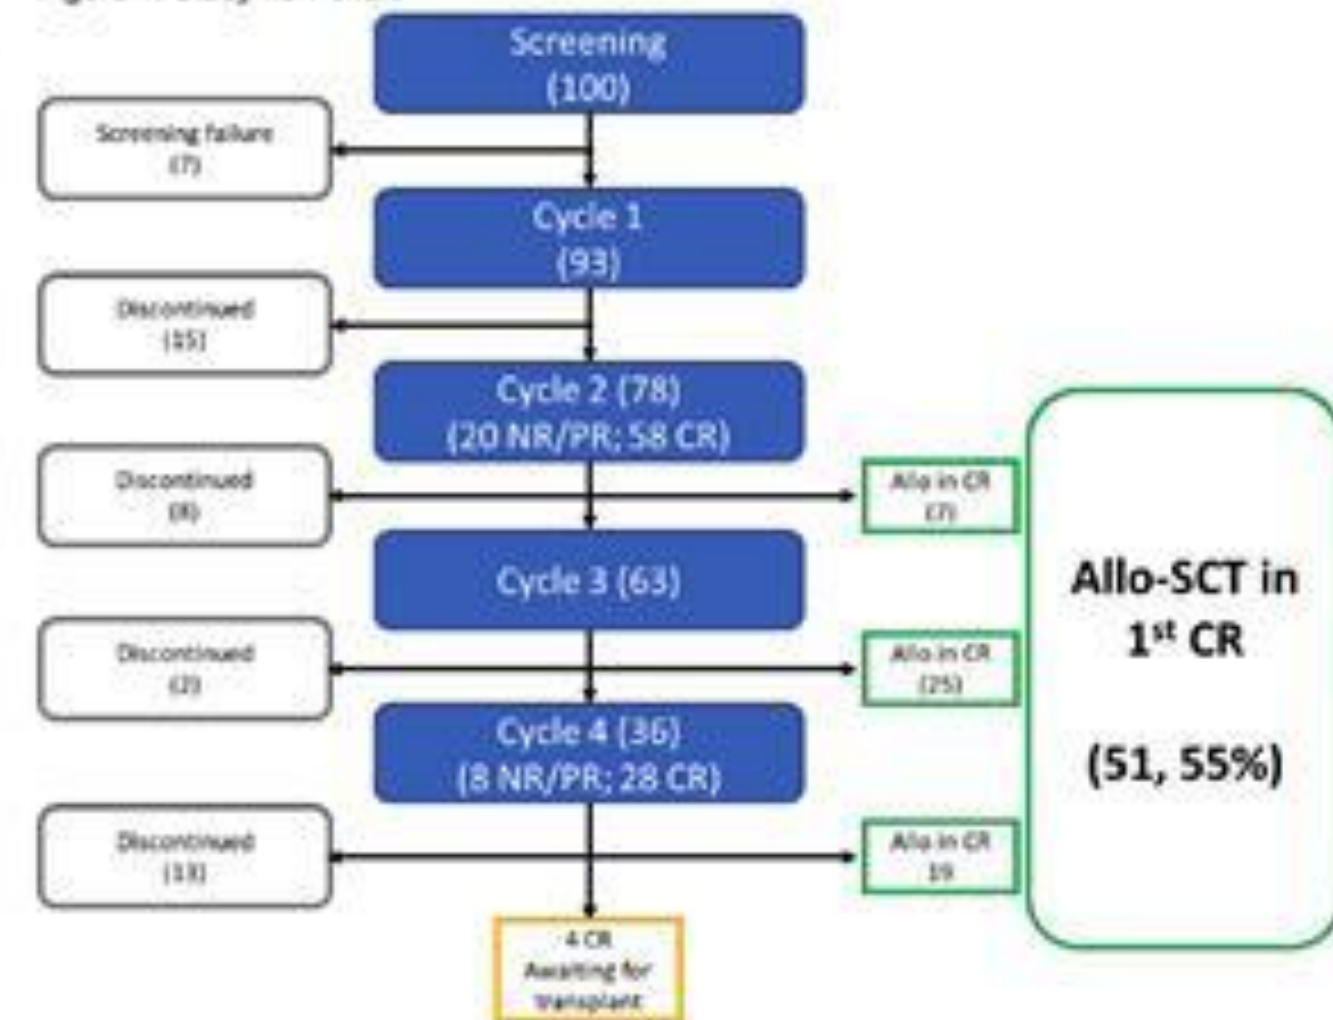 Screening
(100)
Screening failure
(7)
Cycle 1
(93)
Discontinued
(15)
Cycle 2 (78)
(20 NR/PR; 58 CR)
Discontinued
(8)
Allo in CR
(7)
Cycle 3 (63)
Discontinued
(2)
Allo in CR
(25)
Cycle 4 (36)
(8 NR/PR; 28 CR)
Discontinued
(13)
Allo in CR
19
Allo-SCT in
1st CR
(51, 55%)
4 CR
Awaiting for
transplant